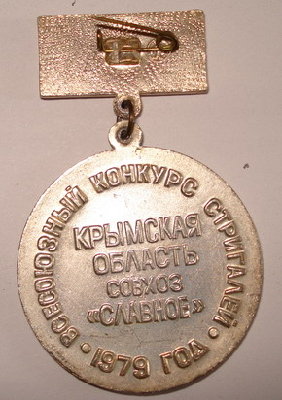 ВСЕСОЮЗНЫЙ КОНКУРС СТРИГАЛЕЙ
КРЫМСКАЯ
ОБЛАСТЬ
СОВХОЗ
«СЛАВНОЕ»
• 1979 ГОД •